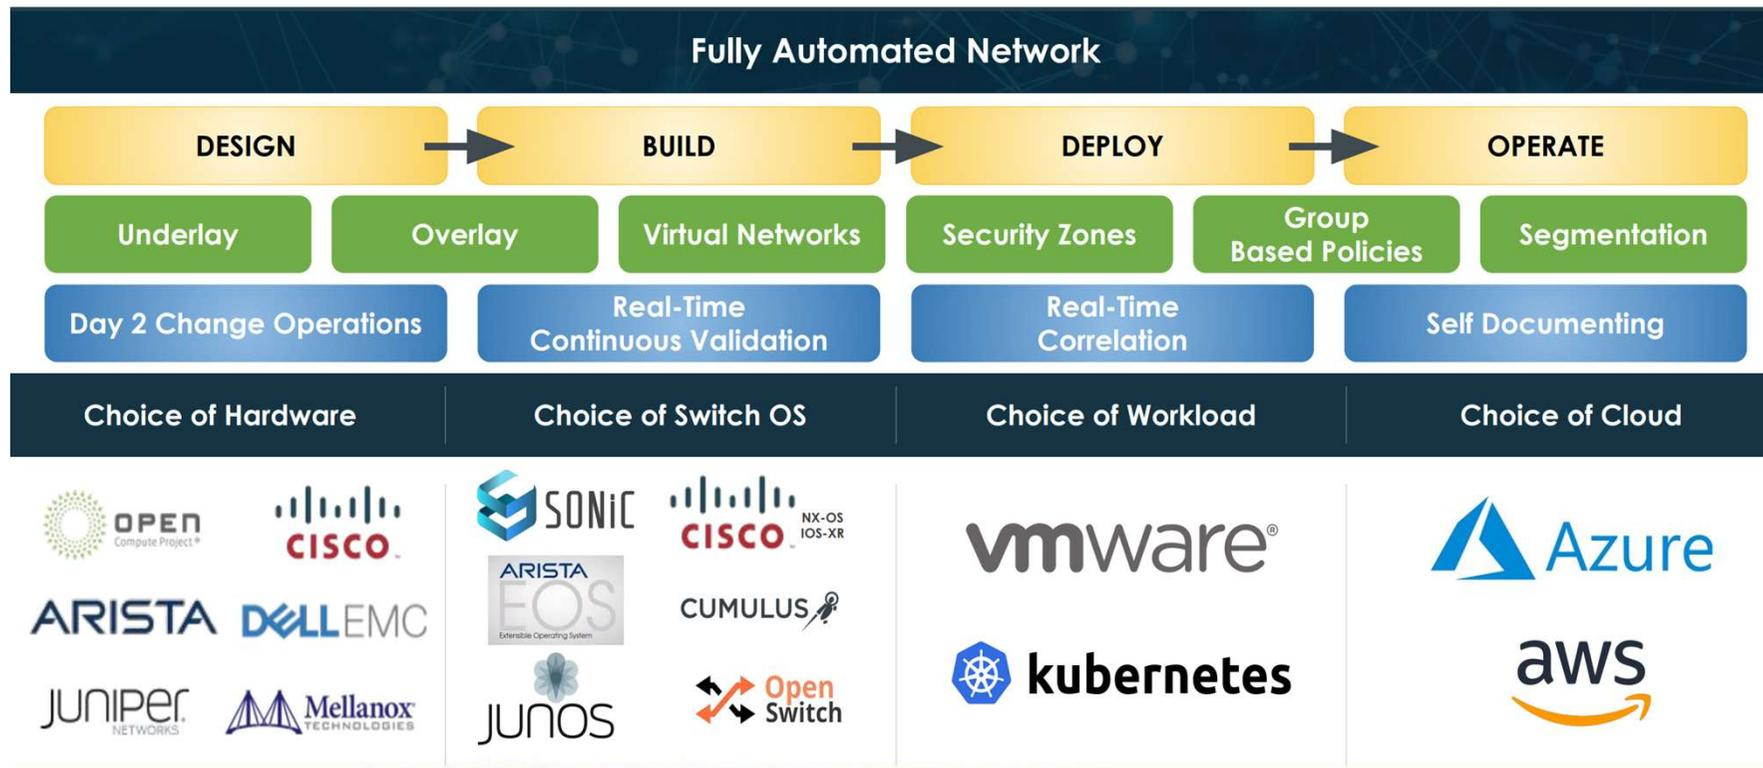 Fully Automated Network
DESIGN
BUILD
DEPLOY
OPERATE
Underlay
Overlay
Virtual Networks
Security Zones
Group
Based Policies
Segmentation
Day 2 Change Operations
Real-Time
Continuous Validation
Real-Time
Correlation
Self Documenting
Choice of Hardware
Choice of Switch OS
Choice of Workload
Choice of Cloud
OPEN
Compute Project®
CISCO™
ARISTA
DELLEMC
JUNIPer
NETWORKS
Mellanox
TECHNOLOGIES
SONiC
CISCO™
NX-OS
IOS-XR
ARISTA
EOS
Extensible Operating System
CUMULUS
JUNOS
Open
Switch
vmware®
kubernetes
Azure
aws